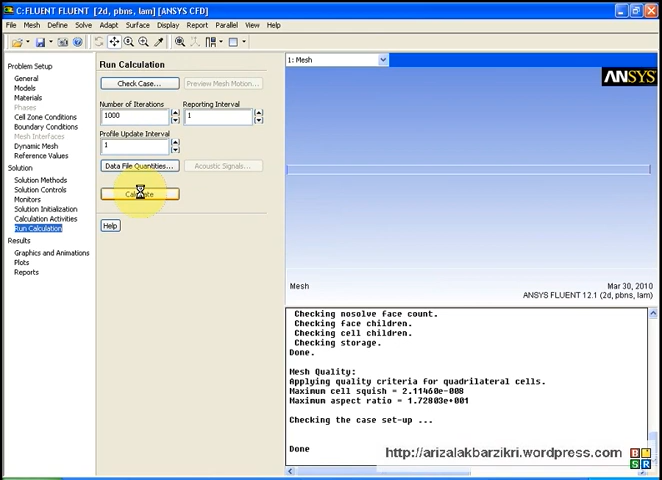 C:FLUENT FLUENT [2d, pbns, lam] [ANSYS CFD]
File Mesh Define Solve Adapt Surface Display Report Parallel View Help
Problem Setup
General
Models
Materials
Phases
Cell Zone Conditions
Boundary Conditions
Mesh Interfaces
Dynamic Mesh
Reference Values
Solution
Solution Methods
Solution Controls
Monitors
Solution Initialization
Calculation Activities
Run Calculation
Results
Graphics and Animations
Plots
Reports
Run Calculation
Check Case... Preview Mesh Motion...
Number of Iterations Reporting Interval
1000 1
Profile Update Interval
1
Data File Quantities... Acoustic Signals...
Calculate
Help
1: Mesh
ANSYS
Mesh Mar 30, 2010
ANSYS FLUENT 12.1 (2d, pbns, lam)
Checking nosolve face count.
Checking face children.
Checking cell children.
Checking storage.
Done.
Mesh Quality:
Applying quality criteria for quadrilateral cells.
Maximum cell squish = 2.11460e-008
Maximum aspect ratio = 1.72803e+001
Checking the case set-up ...
Done
http://arizalakbarzikri.wordpress.com